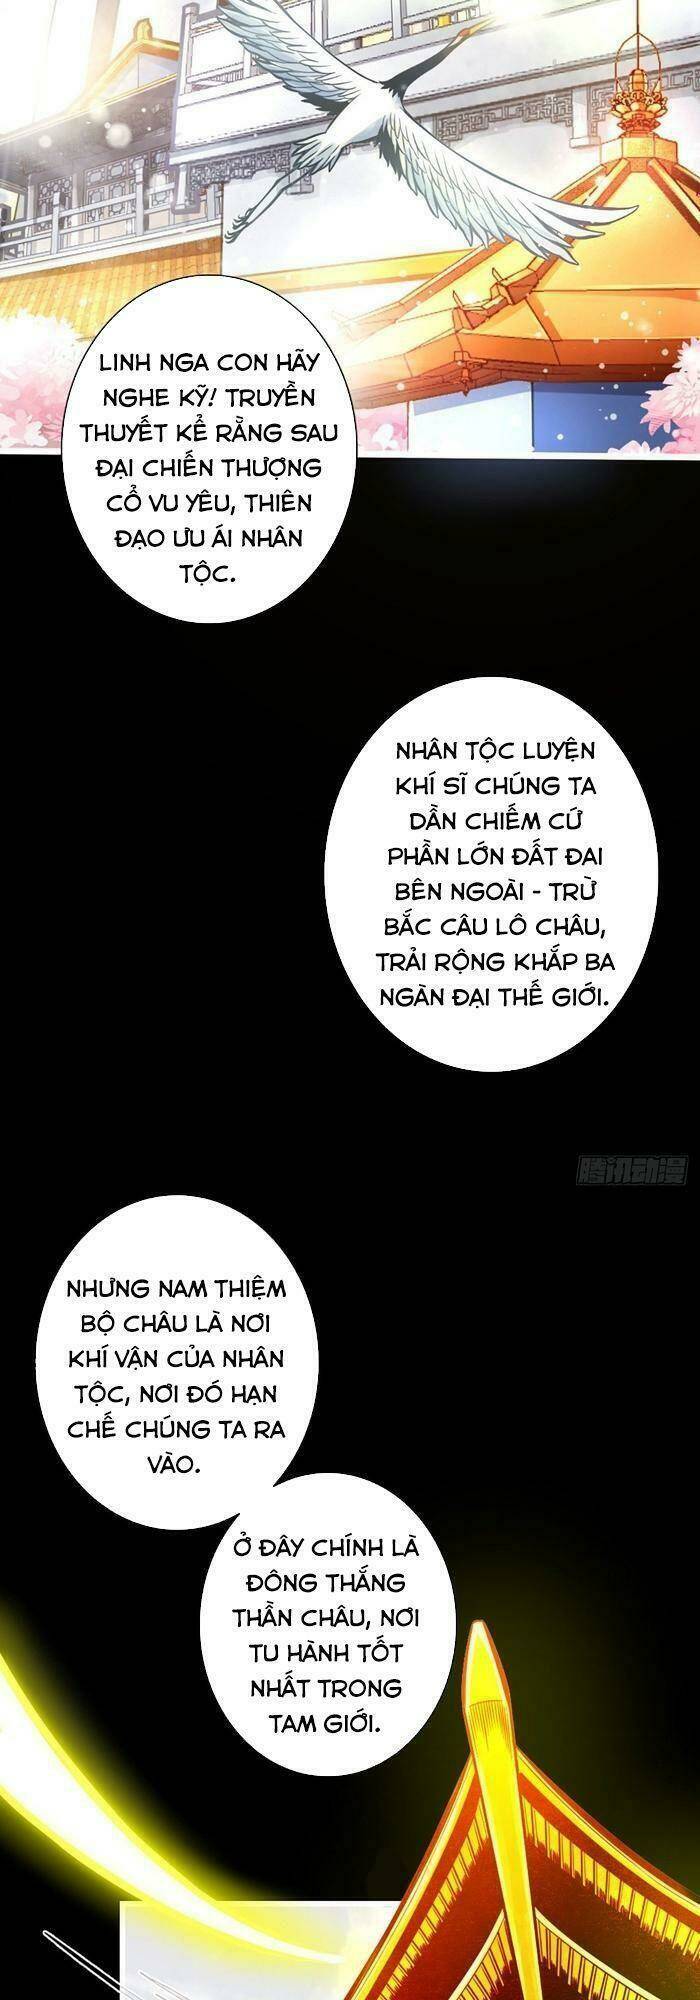 LINH NGA CON HÃY
NGHE KỸ! TRUYỀN
THUYẾT KỂ RẰNG SAU
ĐẠI CHIẾN THƯỢNG
CỔ VU YÊU, THIÊN
ĐẠO ƯU ÁI NHÂN
TỘC.
NHÂN TỘC LUYỆN
KHÍ SĨ CHÚNG TA
DẦN CHIẾM CỨ
PHẦN LỚN ĐẤT ĐAI
BÊN NGOÀI - TRỪ
BẮC CÂU LÔ CHÂU,
TRẢI RỘNG KHẮP BA
NGÀN ĐẠI THẾ GIỚI.
腾讯动漫
NHƯNG NAM THIỆM
BỘ CHÂU LÀ NƠI
KHÍ VẬN CỦA NHÂN
TỘC, NƠI ĐÓ HẠN
CHẾ CHÚNG TA RA
VÀO.
Ở ĐÂY CHÍNH LÀ
ĐÔNG THẮNG
THẦN CHÂU, NƠI
TU HÀNH TỐT
NHẤT TRONG
TAM GIỚI.